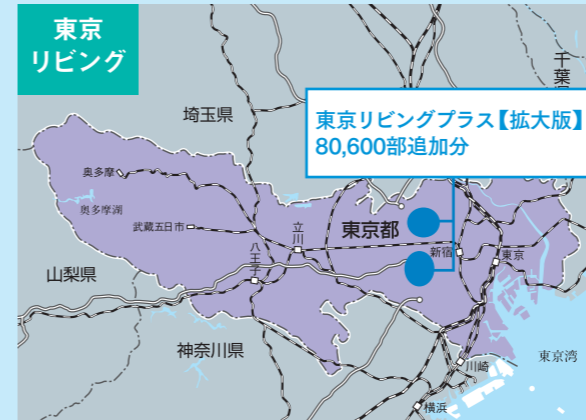 東京
リビング
千葉
埼玉県
東京リビングプラス【拡大版】
80,600部追加分
奥多摩
奥多摩湖
武蔵五日市
立川
八王子
東京都
新宿
東京
山梨県
神奈川県
川崎
東京湾
横浜